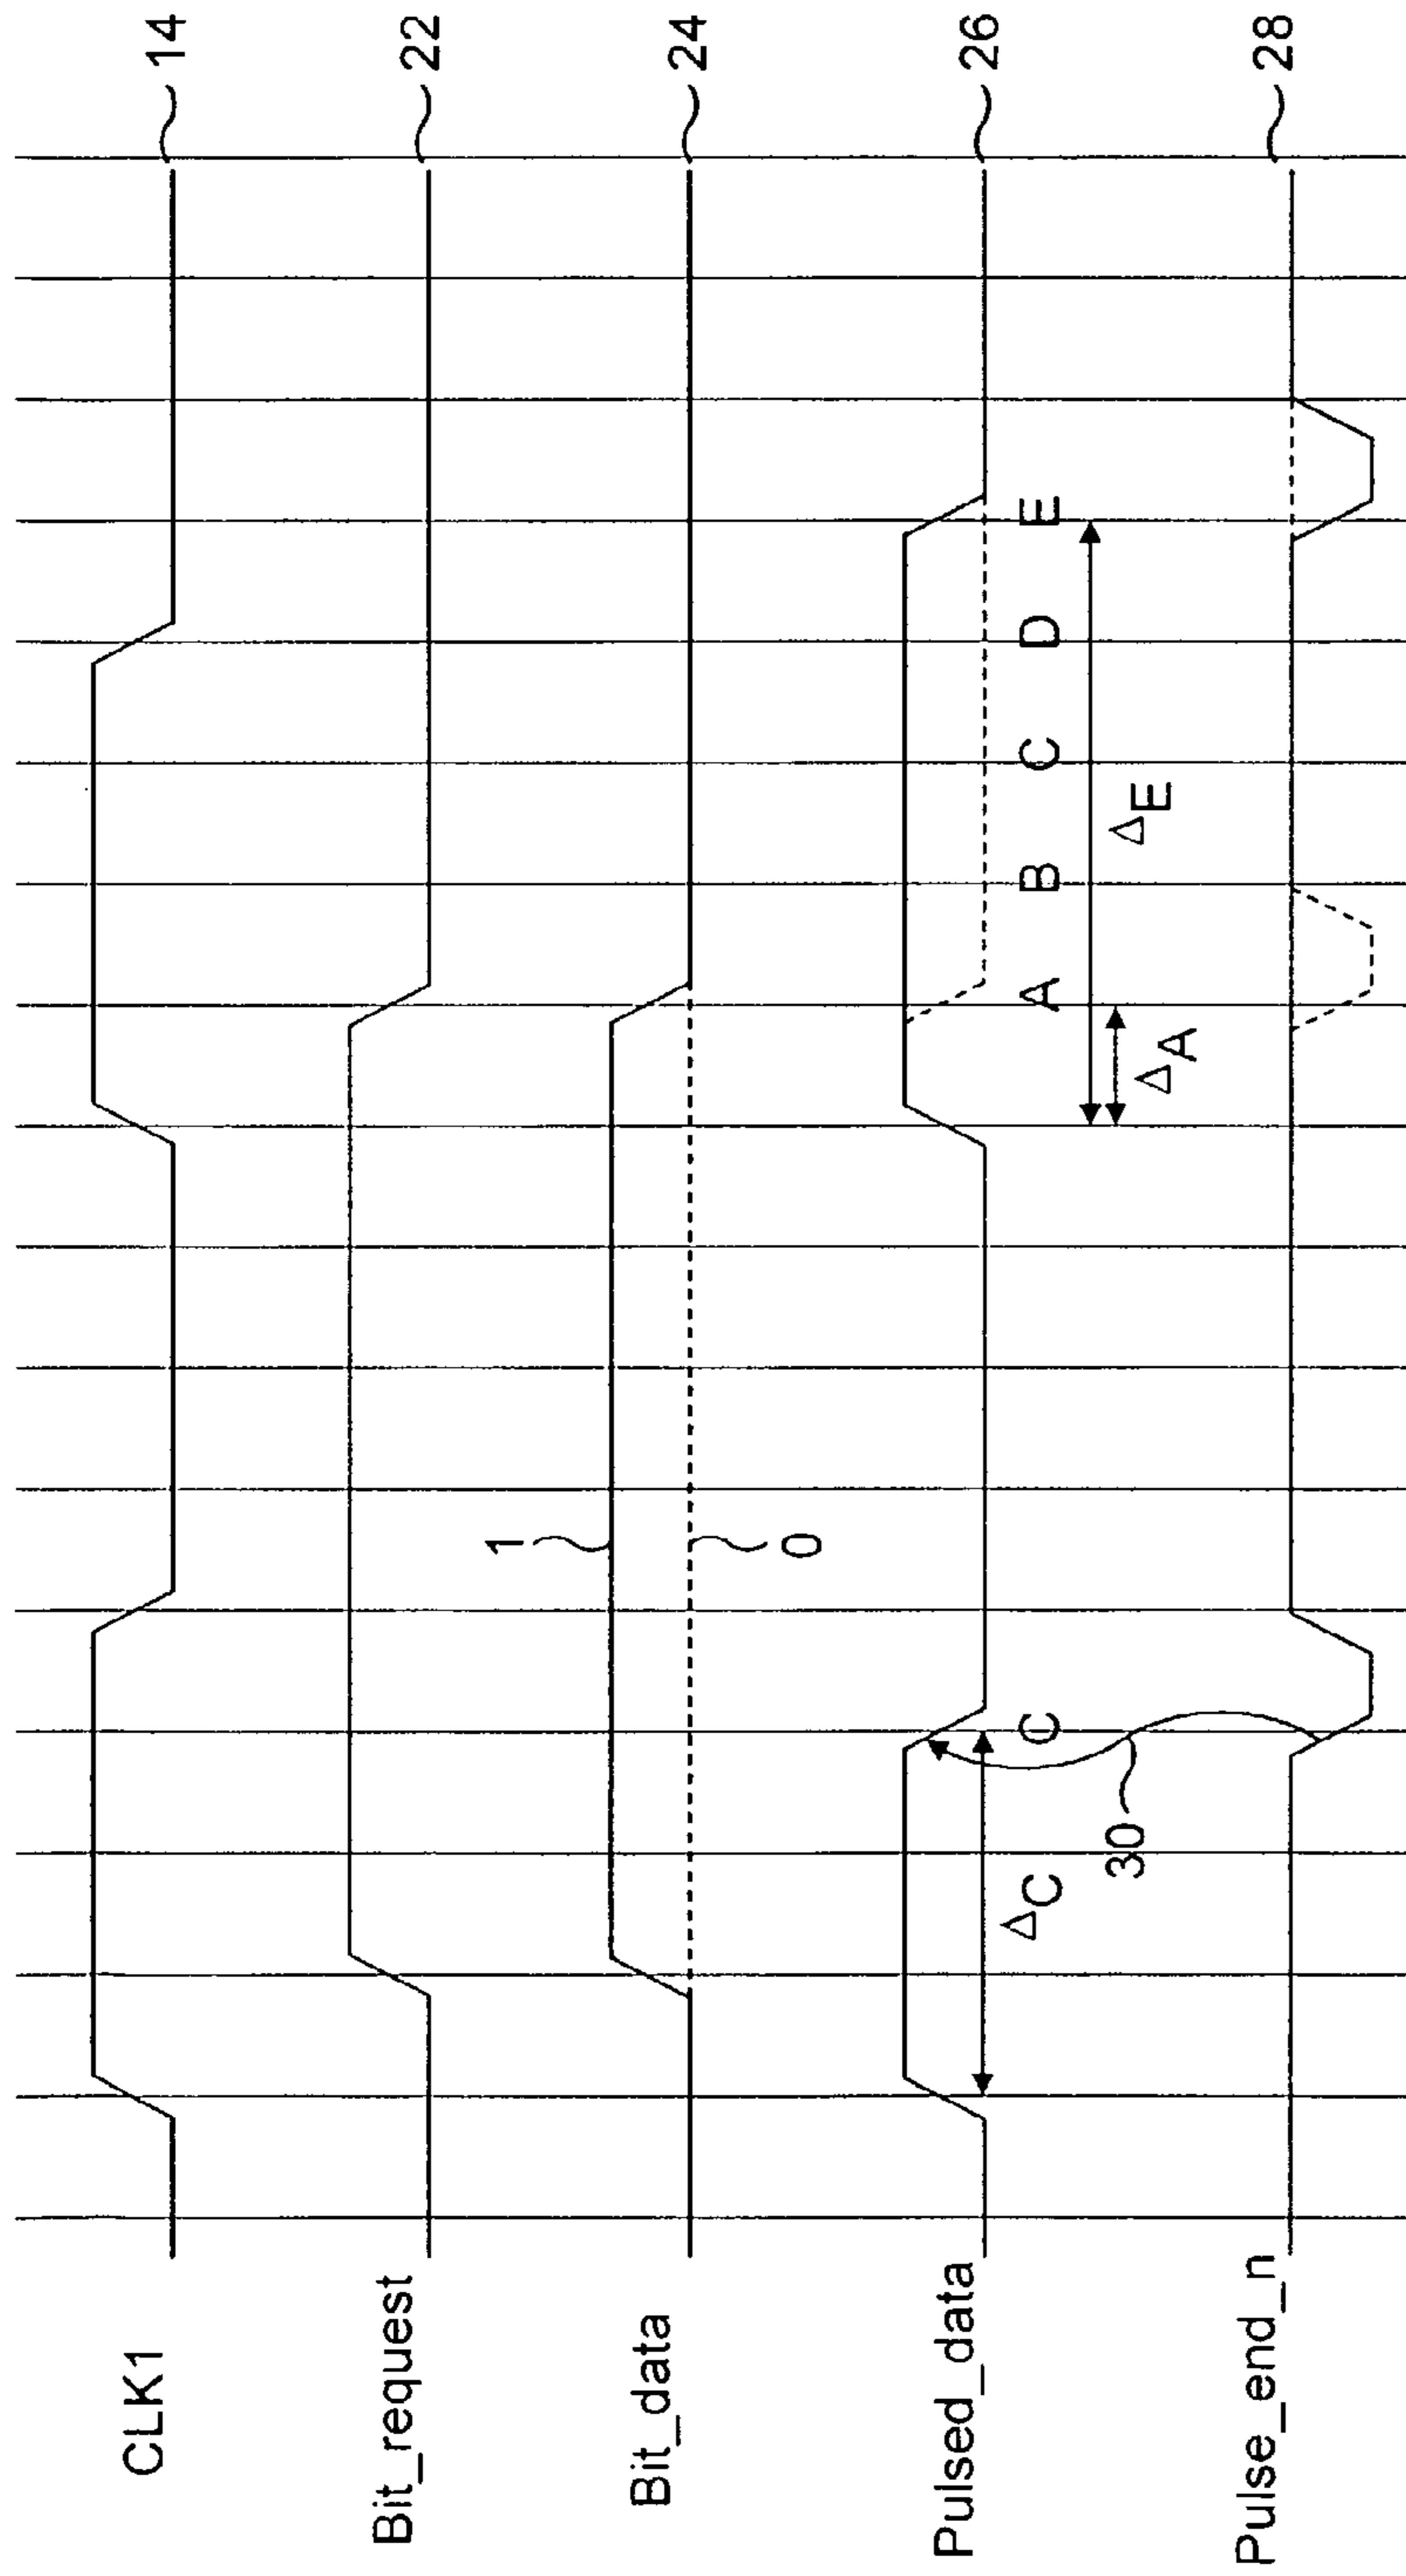 CLK1
14
Bit_request
22
Bit_data
1
0
24
Pulsed_data
26
C
A
B
C
D
E
ΔC
ΔE
ΔA
30
Pulse_end_n
28